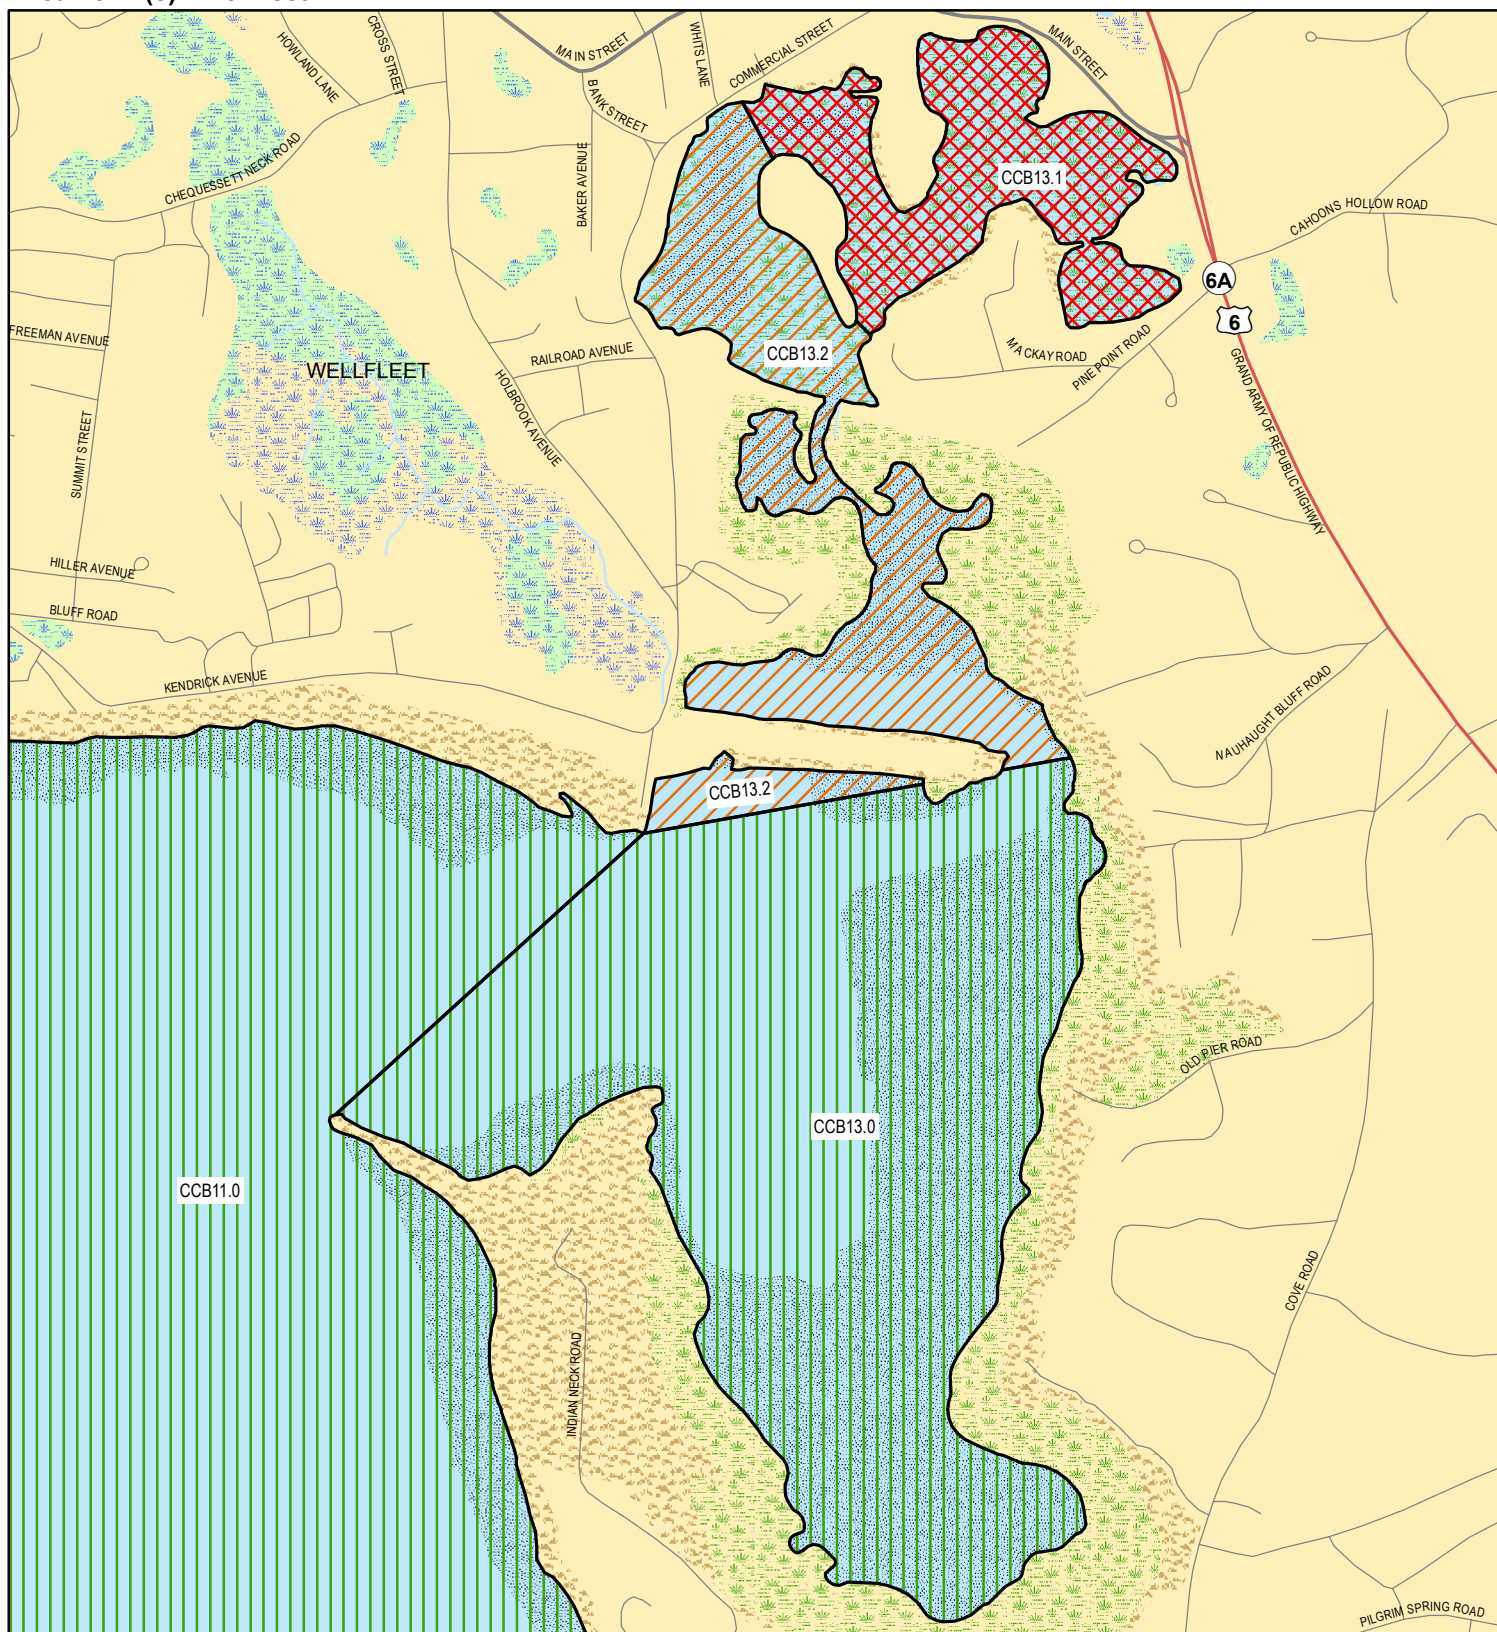 HOWLAND LANE
CROSS STREET
MAIN STREET
WHITS LANE
COMMERCIAL STREET
MAIN STREET
BANK STREET
CHEQUESSETT NECK ROAD
BAKER AVENUE
CCB13.1
CAHOONS HOLLOW ROAD
6A
6
FREEMAN AVENUE
WELLFLEET
RAILROAD AVENUE
CCB13.2
MACKAY ROAD
PINE POINT ROAD
GRAND ARMY OF REPUBLIC HIGHWAY
HOLBROOK AVENUE
SUMMIT STREET
HILLER AVENUE
BLUFF ROAD
KENDRICK AVENUE
NAUHAUGHT BLUFF ROAD
CCB13.2
OLD PIER ROAD
CCB13.0
CCB11.0
COVE ROAD
INDIAN NECK ROAD
PILGRIM SPRING ROAD